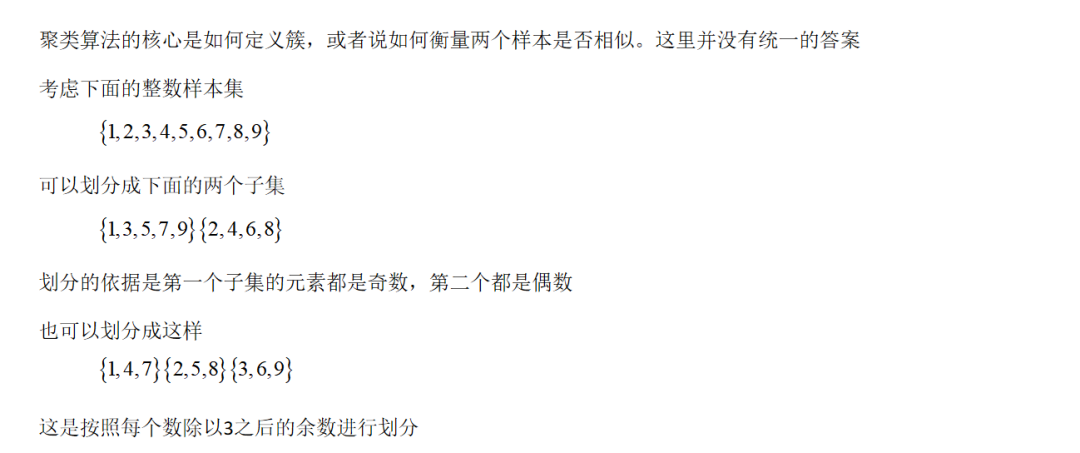 聚类算法的核心是如何定义簇，或者说如何衡量两个样本是否相似。这里并没有统一的答案
考虑下面的整数样本集
{1,2,3,4,5,6,7,8,9}
可以划分成下面的两个子集
{1,3,5,7,9}{2,4,6,8}
划分的依据是第一个子集的元素都是奇数，第二个都是偶数
也可以划分成这样
{1,4,7}{2,5,8}{3,6,9}
这是按照每个数除以3之后的余数进行划分